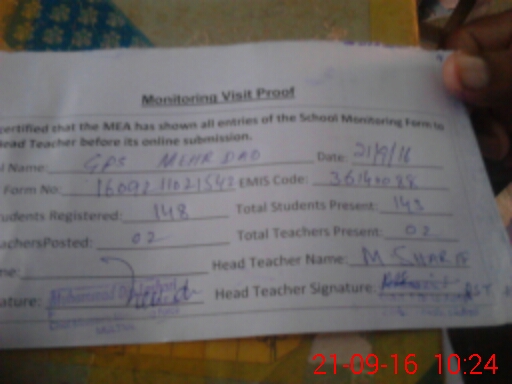 Monitoring Visit Proof
certified that the MEA has shown all entries of the School Monitoring Form to
Head Teacher before its online submission.
l Name: GPS MEHR DAD Date: 21/9/16
Form No: EMIS Code:
udents Registered: 148 Total Students Present: 143
achersPosted: 02 Total Teachers Present: 02
me: Head Teacher Name: M SHARIF
ature: Muhammad Head Teacher Signature:
MULTAN
21-09-16 10:24